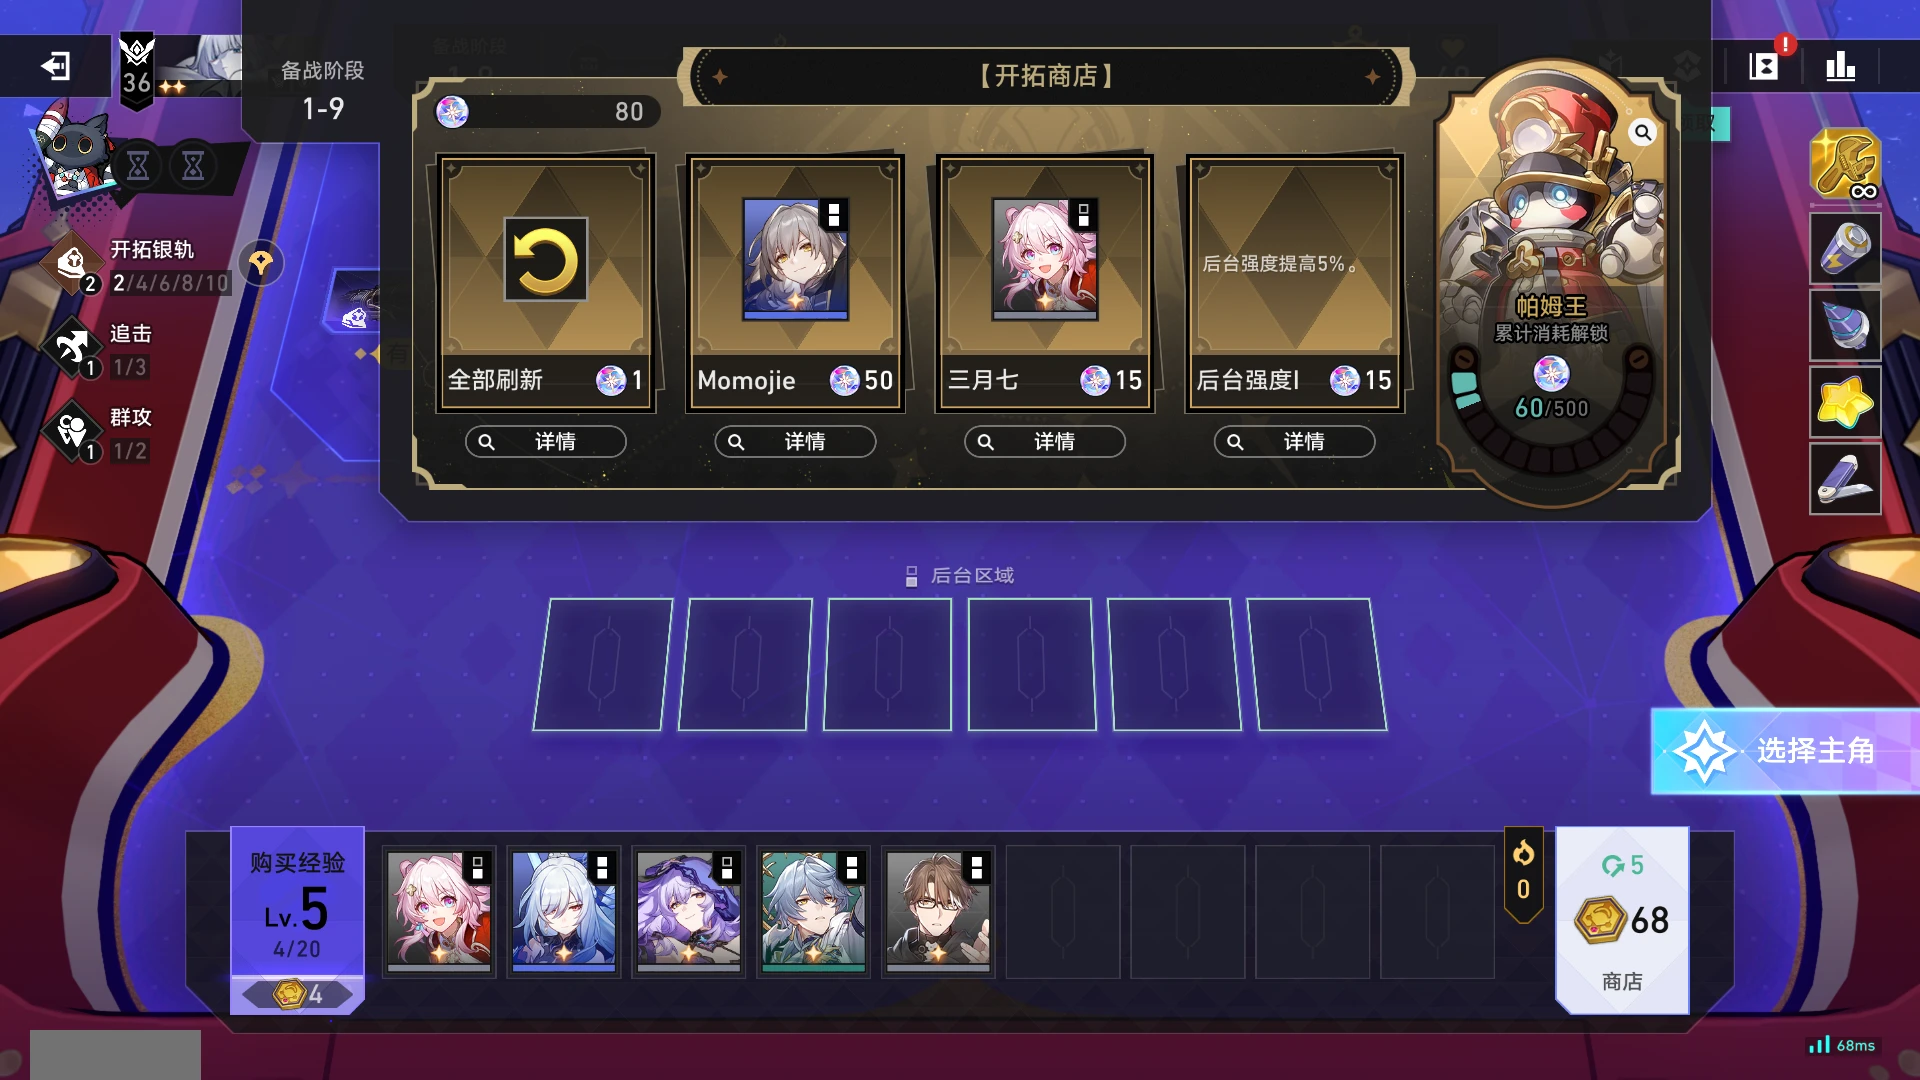 36
备战阶段
1-9
【开拓商店】
80
全部刷新
1
Momojie
50
三月七
15
后台强度提高5%。
后台强度I
15
详情
详情
详情
详情
帕姆王
累计消耗解锁
60/500
开拓银轨
2
2/4/6/8/10
追击
1
1/3
群攻
1
1/2
后台区域
选择主角
购买经验
Lv.5
4/20
4
0
5
68
商店
68ms